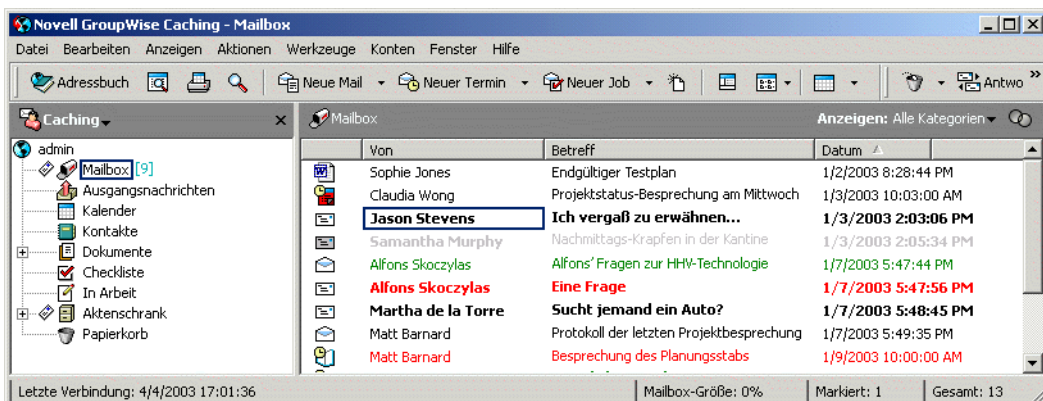 Novell GroupWise Caching - Mailbox
Datei Bearbeiten Anzeigen Aktionen Werkzeuge Konten Fenster Hilfe
Adressbuch Neue Mail Neuer Termin Neuer Job Antwo »
Caching x Mailbox Anzeigen: Alle Kategorien
admin
Mailbox [9]
Ausgangsnachrichten
Kalender
Kontakte
Dokumente
Checkliste
In Arbeit
Aktenschrank
Papierkorb
Von Betreff Datum
Sophie Jones Endgültiger Testplan 1/2/2003 8:28:44 PM
Claudia Wong Projektstatus-Besprechung am Mittwoch 1/3/2003 10:03:00 AM
Jason Stevens Ich vergaß zu erwähnen... 1/3/2003 2:03:06 PM
Samantha Murphy Nachmittags-Krapfen in der Kantine 1/3/2003 2:05:34 PM
Alfons Skoczylas Alfons' Fragen zur HHV-Technologie 1/7/2003 5:47:44 PM
Alfons Skoczylas Eine Frage 1/7/2003 5:47:56 PM
Martha de la Torre Sucht jemand ein Auto? 1/7/2003 5:48:45 PM
Matt Barnard Protokoll der letzten Projektbesprechung 1/7/2003 5:49:35 PM
Matt Barnard Besprechung des Planungsstabs 1/9/2003 10:00:00 AM
Letzte Verbindung: 4/4/2003 17:01:36 Mailbox-Größe: 0% Markiert: 1 Gesamt: 13